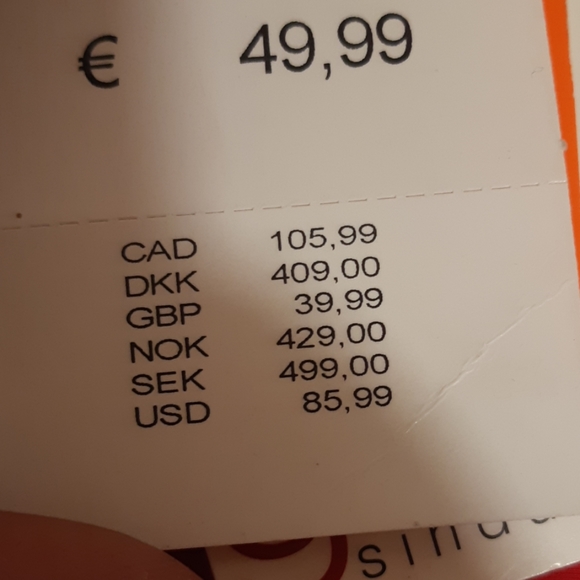 € 49,99
CAD 105,99
DKK 409,00
GBP 39,99
NOK 429,00
SEK 499,00
USD 85,99